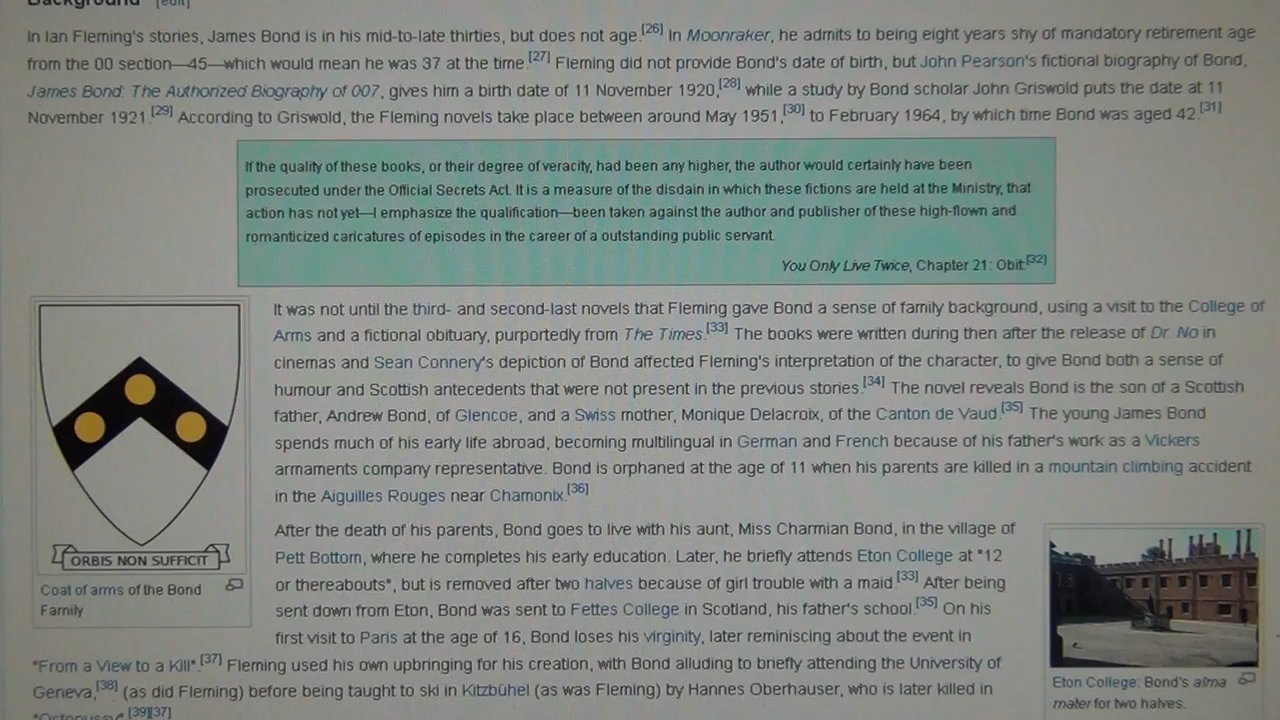 Background [edit]
In Ian Fleming's stories, James Bond is in his mid-to-late thirties, but does not age.[26] In Moonraker, he admits to being eight years shy of mandatory retirement age
from the 00 section—45—which would mean he was 37 at the time.[27] Fleming did not provide Bond's date of birth, but John Pearson's fictional biography of Bond,
James Bond: The Authorized Biography of 007, gives him a birth date of 11 November 1920,[28] while a study by Bond scholar John Griswold puts the date at 11
November 1921.[29] According to Griswold, the Fleming novels take place between around May 1951,[30] to February 1964, by which time Bond was aged 42.[31]
If the quality of these books, or their degree of veracity, had been any higher, the author would certainly have been
prosecuted under the Official Secrets Act. It is a measure of the disdain in which these fictions are held at the Ministry, that
action has not yet—I emphasize the qualification—been taken against the author and publisher of these high-flown and
romanticized caricatures of episodes in the career of a outstanding public servant.
You Only Live Twice, Chapter 21: Obit:[32]
It was not until the third- and second-last novels that Fleming gave Bond a sense of family background, using a visit to the College of
Arms and a fictional obituary, purportedly from The Times.[33] The books were written during then after the release of Dr. No in
cinemas and Sean Connery's depiction of Bond affected Fleming's interpretation of the character, to give Bond both a sense of
humour and Scottish antecedents that were not present in the previous stories.[34] The novel reveals Bond is the son of a Scottish
father, Andrew Bond, of Glencoe, and a Swiss mother, Monique Delacroix, of the Canton de Vaud.[35] The young James Bond
spends much of his early life abroad, becoming multilingual in German and French because of his father's work as a Vickers
armaments company representative. Bond is orphaned at the age of 11 when his parents are killed in a mountain climbing accident
in the Aiguilles Rouges near Chamonix.[36]
ORBIS NON SUFFICIT
Coat of arms of the Bond
Family
After the death of his parents, Bond goes to live with his aunt, Miss Charmian Bond, in the village of
Pett Bottom, where he completes his early education. Later, he briefly attends Eton College at "12
or thereabouts", but is removed after two halves because of girl trouble with a maid.[33] After being
sent down from Eton, Bond was sent to Fettes College in Scotland, his father's school.[35] On his
first visit to Paris at the age of 16, Bond loses his virginity, later reminiscing about the event in
"From a View to a Kill".[37] Fleming used his own upbringing for his creation, with Bond alluding to briefly attending the University of
Geneva,[38] (as did Fleming) before being taught to ski in Kitzbühel (as was Fleming) by Hannes Oberhauser, who is later killed in
"Octopussy".[39][37]
Eton College: Bond's alma
mater for two halves.